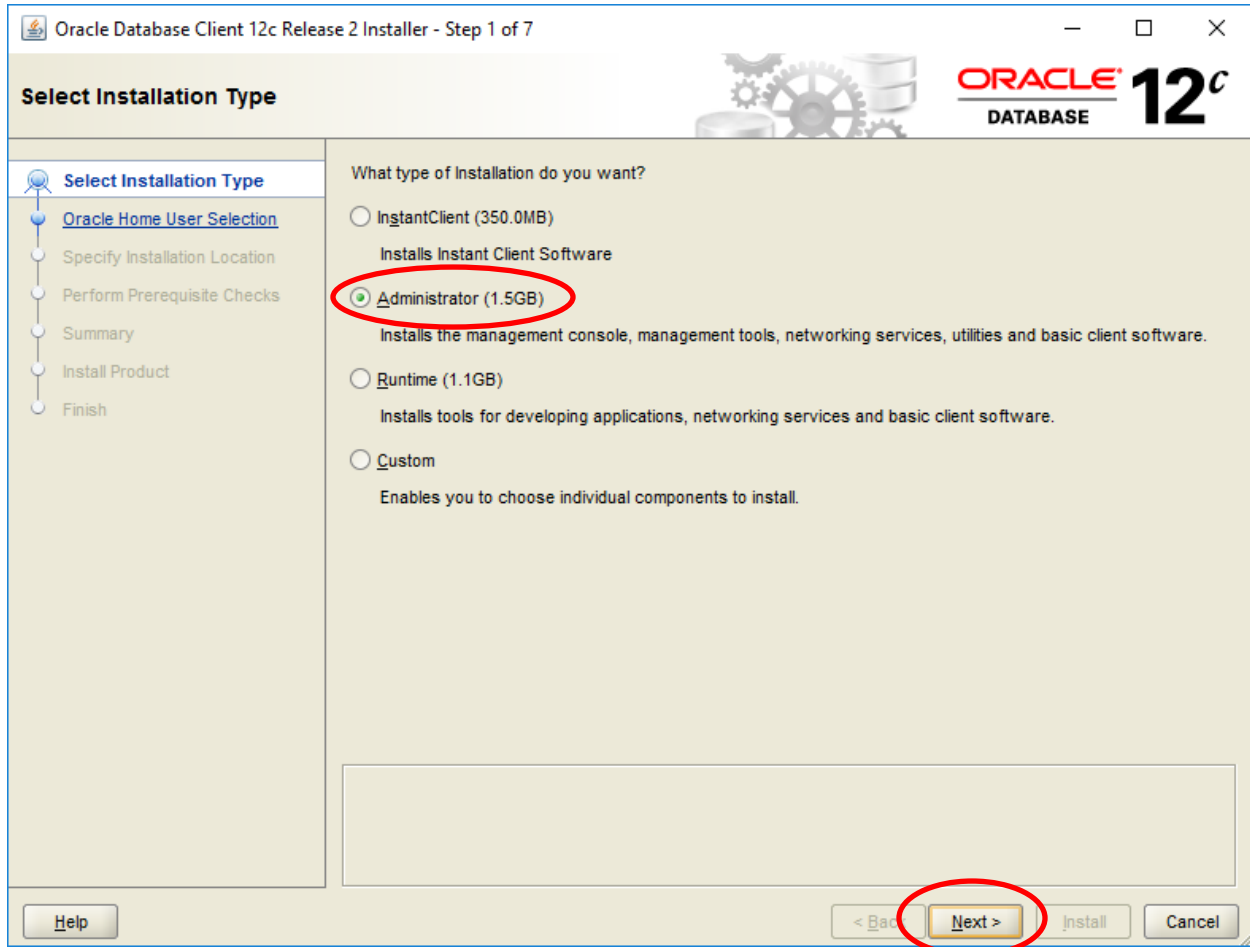 Oracle Database Client 12c Release 2 Installer - Step 1 of 7
Select Installation Type
ORACLE
DATABASE
12c
Select Installation Type
Oracle Home User Selection
Specify Installation Location
Perform Prerequisite Checks
Summary
Install Product
Finish
What type of Installation do you want?
InstantClient (350.0MB)
Installs Instant Client Software
Administrator (1.5GB)
Installs the management console, management tools, networking services, utilities and basic client software.
Runtime (1.1GB)
Installs tools for developing applications, networking services and basic client software.
Custom
Enables you to choose individual components to install.
Help
< Back
Next >
Install
Cancel